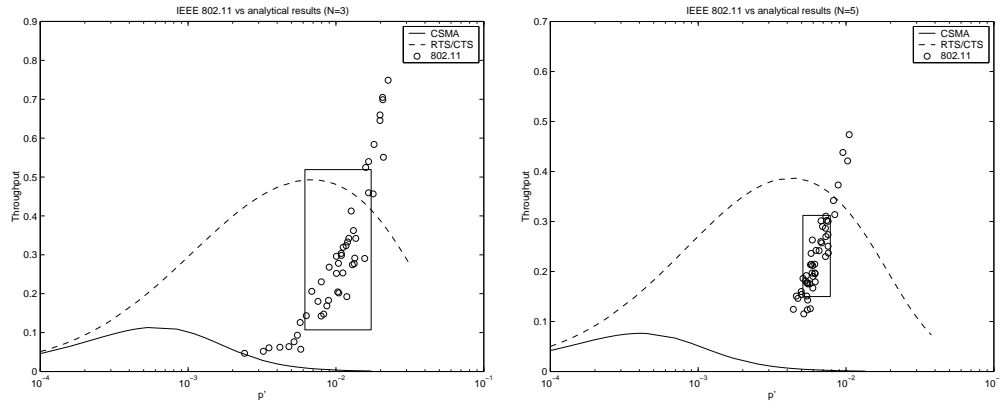 IEEE 802.11 vs analytical results (N=3)
0.9
0.8
0.7
0.6
0.5
0.4
0.3
0.2
0.1
0
Throughput
CSMA
RTS/CTS
802.11
10^-4
10^-3
10^-2
10^-1
p'
IEEE 802.11 vs analytical results (N=5)
0.7
0.6
0.5
0.4
0.3
0.2
0.1
0
Throughput
CSMA
RTS/CTS
802.11
10^-4
10^-3
10^-2
10^-1
p'